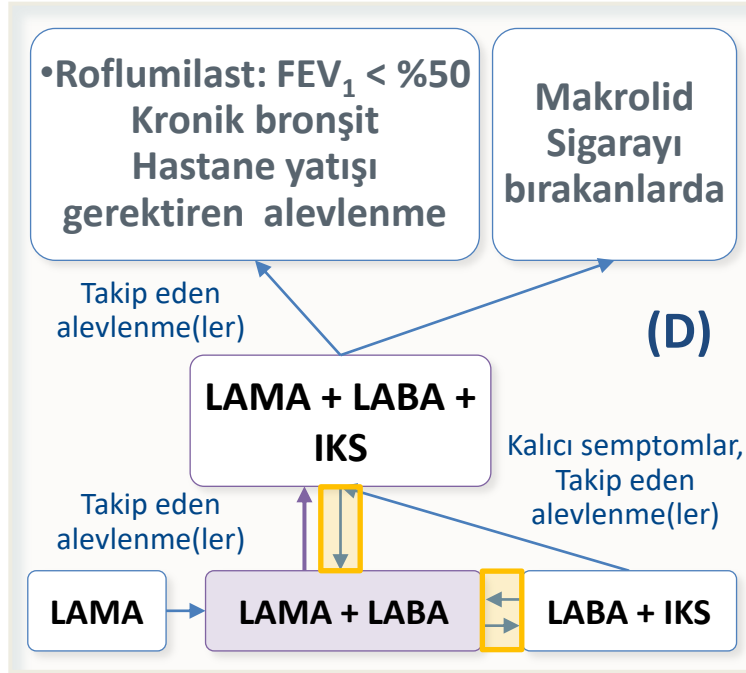 •Roflumilast: FEV1 < %50
Kronik bronşit
Hastane yatışı
gerektiren alevlenme
Makrolid
Sigarayı
bırakanlarda
Takip eden
alevlenme(ler)
(D)
LAMA + LABA +
IKS
Kalıcı semptomlar,
Takip eden
alevlenme(ler)
Takip eden
alevlenme(ler)
LAMA
LAMA + LABA
LABA + IKS